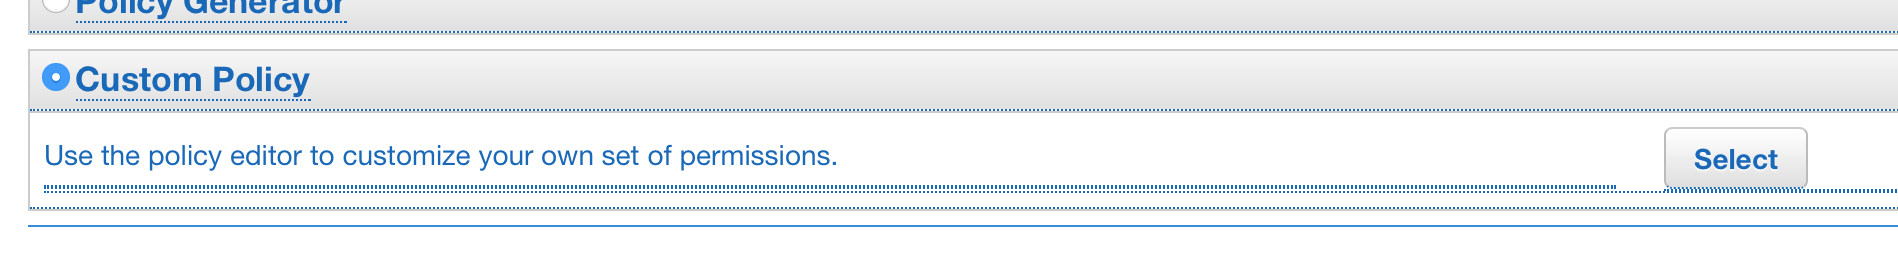 Policy Generator
Custom Policy
Use the policy editor to customize your own set of permissions.
Select